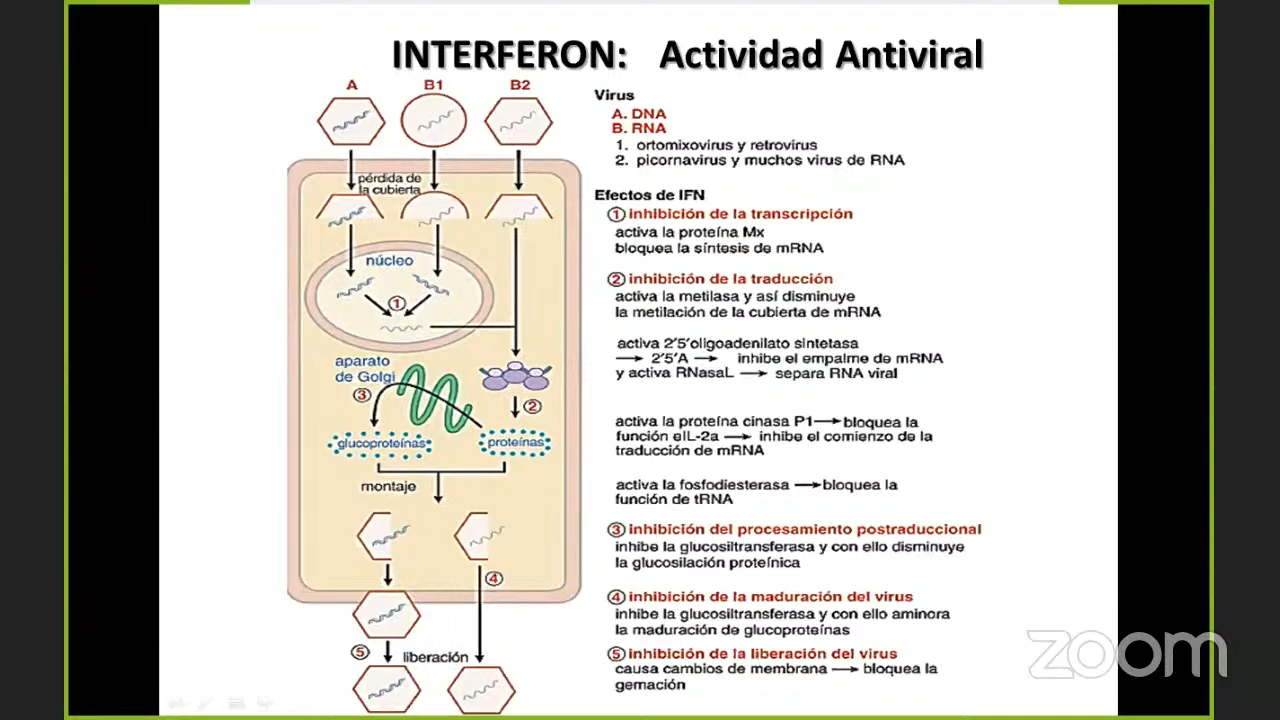 INTERFERON: Actividad Antiviral
A
B1
B2
pérdida de
la cubierta
núcleo
1
aparato
de Golgi
3
2
glucoproteínas
proteínas
montaje
4
5
liberación
Virus
A. DNA
B. RNA
1. ortomixovirus y retrovirus
2. picornavirus y muchos virus de RNA
Efectos de IFN
1 inhibición de la transcripción
activa la proteína Mx
bloquea la síntesis de mRNA
2 inhibición de la traducción
activa la metilasa y así disminuye
la metilación de la cubierta de mRNA
activa 2'5'oligoadenilato sintetasa
→ 2'5'A → inhibe el empalme de mRNA
y activa RNasaL → separa RNA viral
activa la proteína cinasa P1→bloquea la
función eIL-2a → inhibe el comienzo de la
traducción de mRNA
activa la fosfodiesterasa →bloquea la
función de tRNA
3 inhibición del procesamiento postraduccional
inhibe la glucosiltransferasa y con ello disminuye
la glucosilación proteínica
4 inhibición de la maduración del virus
inhibe la glucosiltransferasa y con ello aminora
la maduración de glucoproteínas
5 inhibición de la liberación del virus
causa cambios de membrana → bloquea la
gemación
zoom